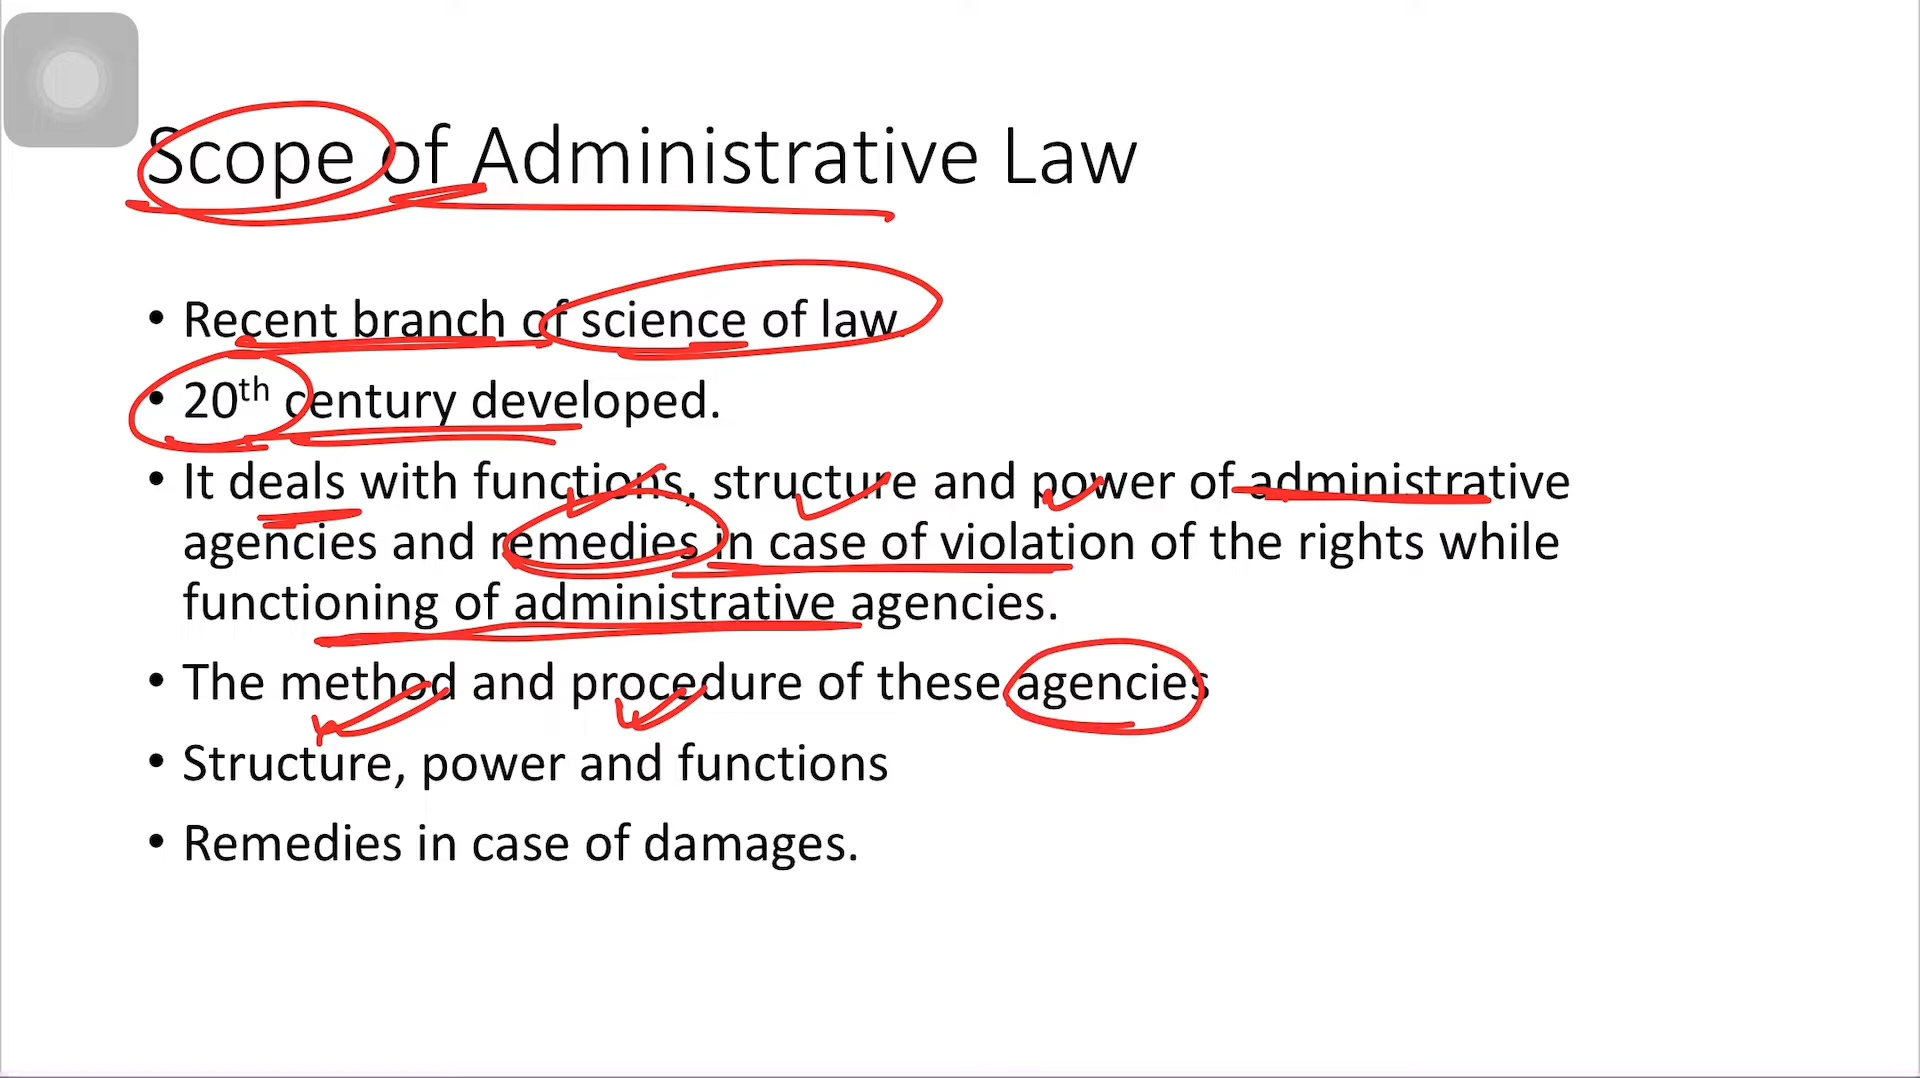 Scope of Administrative Law
• Recent branch of science of law.
• 20th century developed.
• It deals with functions, structure and power of administrative
agencies and remedies in case of violation of the rights while
functioning of administrative agencies.
• The method and procedure of these agencies
• Structure, power and functions
• Remedies in case of damages.